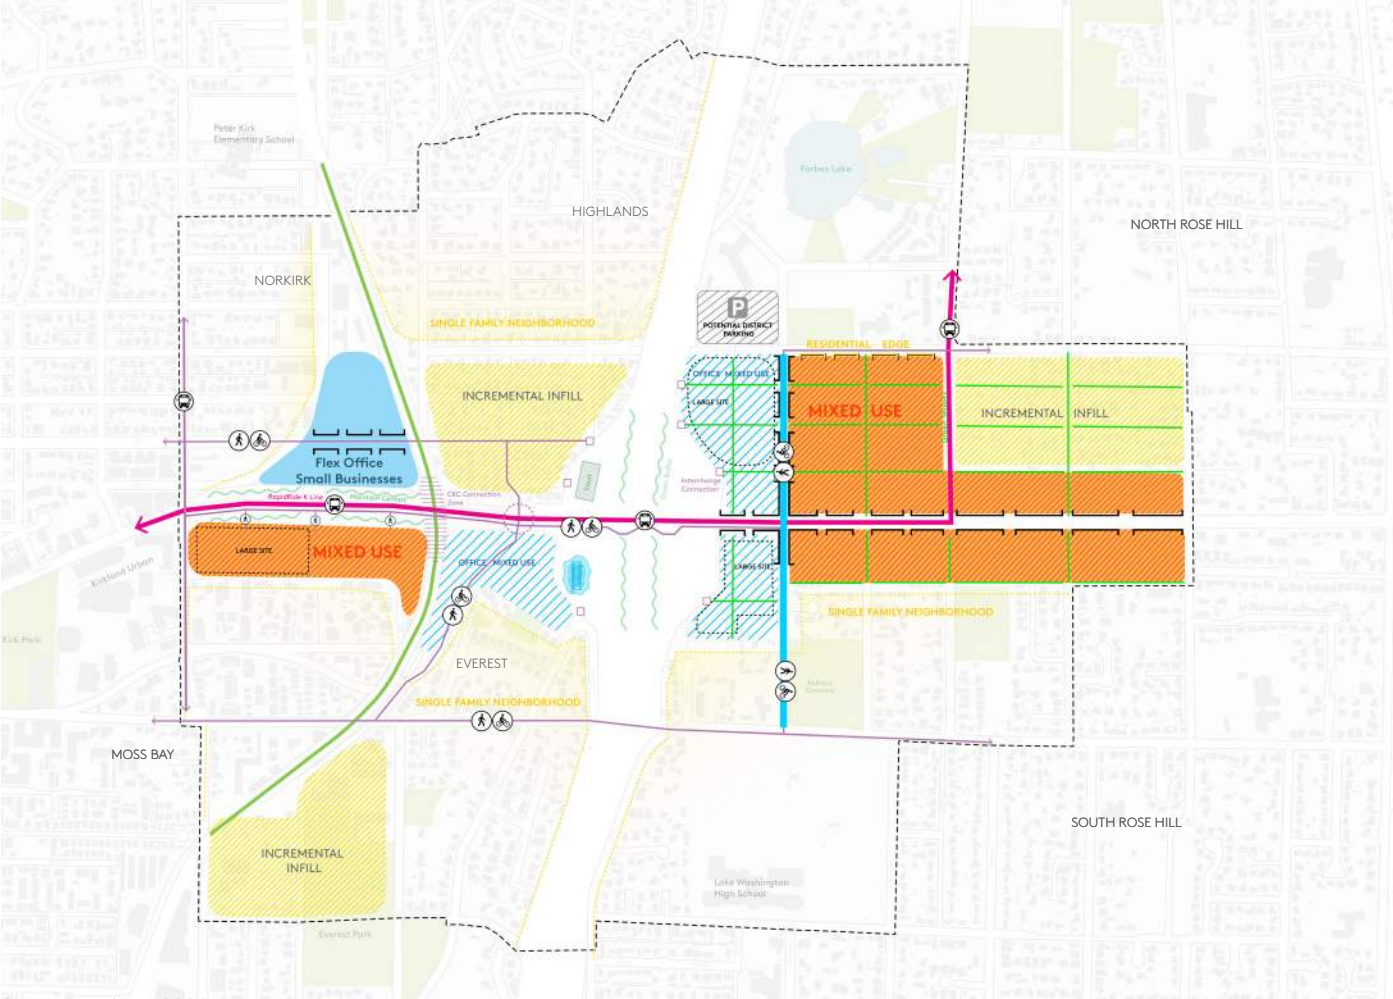 Peter Kirk
Elementary School
Forbes Lake
HIGHLANDS
NORTH ROSE HILL
NORKIRK
P
POTENTIAL DISTRICT
PARKING
SINGLE FAMILY NEIGHBORHOOD
RESIDENTIAL EDGE
OFFICE MIXED USE
INCREMENTAL INFILL
LARGE SITE
MIXED USE
INCREMENTAL INFILL
Flex Office
Small Businesses
Interchange
Connection
RapidRide K Line
CKC Connection
Zone
LARGE SITE
MIXED USE
OFFICE MIXED USE
LARGE SITE
Kirkland Urban
SINGLE FAMILY NEIGHBORHOOD
Kirk Park
EVEREST
SINGLE FAMILY NEIGHBORHOOD
MOSS BAY
SOUTH ROSE HILL
INCREMENTAL
INFILL
Lake Washington
High School
Everest Park